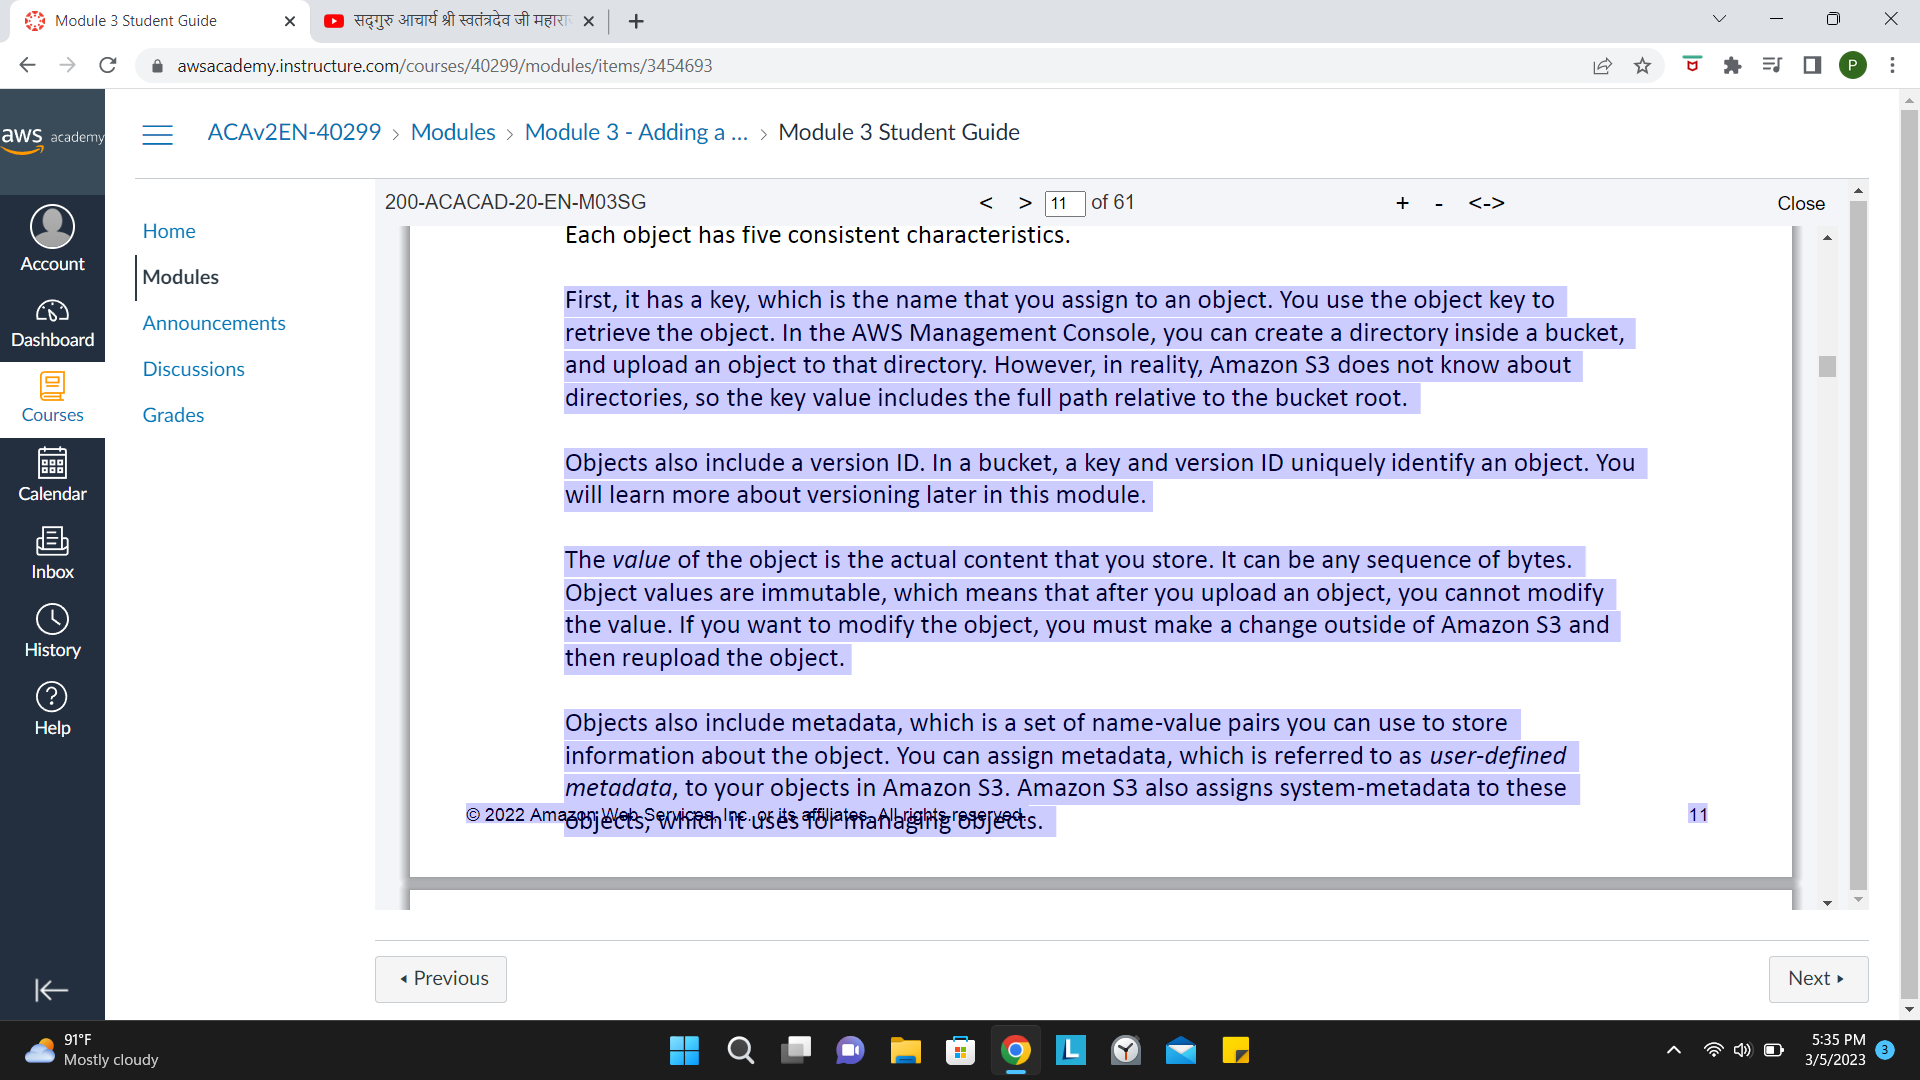 Module 3 Student Guide
सद्गुरु आचार्य श्री स्वतंत्रदेव जी
awsacademy.instructure.com/courses/40299/modules/items/3454693
P
aws academy
ACAv2EN-40299 > Modules > Module 3 - Adding a ... > Module 3 Student Guide
200-ACACAD-20-EN-M03SG
< > 11 of 61
+ - <->
Close
Account
Dashboard
Courses
Calendar
Inbox
History
Help
Home
Modules
Announcements
Discussions
Grades
Each object has five consistent characteristics.
First, it has a key, which is the name that you assign to an object. You use the object key to
retrieve the object. In the AWS Management Console, you can create a directory inside a bucket,
and upload an object to that directory. However, in reality, Amazon S3 does not know about
directories, so the key value includes the full path relative to the bucket root.
Objects also include a version ID. In a bucket, a key and version ID uniquely identify an object. You
will learn more about versioning later in this module.
The value of the object is the actual content that you store. It can be any sequence of bytes.
Object values are immutable, which means that after you upload an object, you cannot modify
the value. If you want to modify the object, you must make a change outside of Amazon S3 and
then reupload the object.
Objects also include metadata, which is a set of name-value pairs you can use to store
information about the object. You can assign metadata, which is referred to as user-defined
metadata, to your objects in Amazon S3. Amazon S3 also assigns system-metadata to these
objects, which it uses for managing objects.
© 2022 Amazon Web Services, Inc. or its affiliates. All rights reserved.
11
Previous
Next
91°F
Mostly cloudy
L
5:35 PM
3/5/2023
3